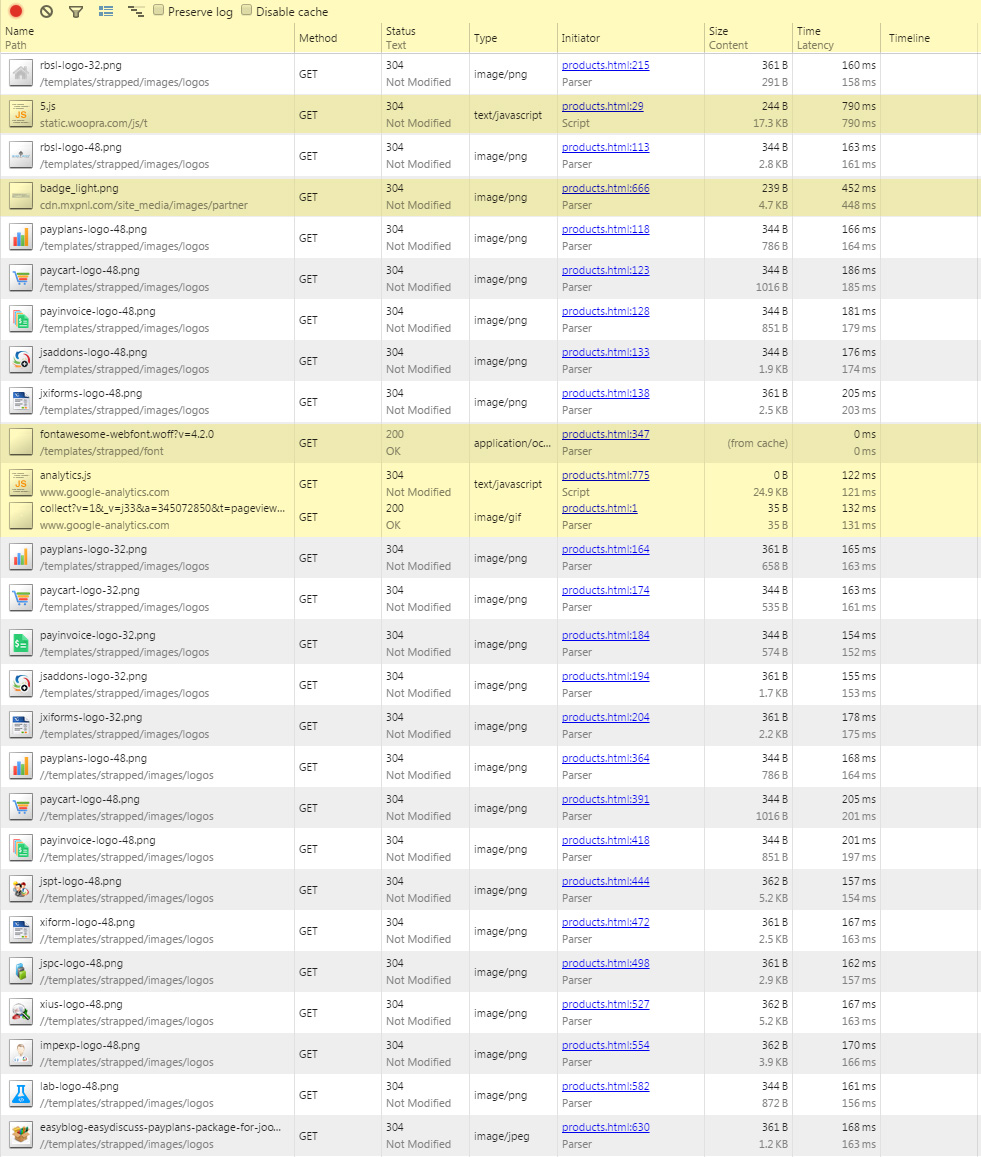 Preserve log Disable cache
Name Method Status Type Initiator Size Time Timeline
Path Text Content Latency
rbsl-logo-32.png GET 304 image/png products.html:215 361 B 160 ms
/templates/strapped/images/logos Not Modified Parser 291 B 158 ms
5.js GET 304 text/javascript products.html:29 244 B 790 ms
static.woopra.com/js/t Not Modified Script 17.3 KB 790 ms
rbsl-logo-48.png GET 304 image/png products.html:113 344 B 163 ms
/templates/strapped/images/logos Not Modified Parser 2.8 KB 161 ms
badge_light.png GET 304 image/png products.html:666 239 B 452 ms
cdn.mxpnl.com/site_media/images/partner Not Modified Parser 4.7 KB 448 ms
payplans-logo-48.png GET 304 image/png products.html:118 344 B 166 ms
/templates/strapped/images/logos Not Modified Parser 786 B 164 ms
paycart-logo-48.png GET 304 image/png products.html:123 344 B 186 ms
/templates/strapped/images/logos Not Modified Parser 1016 B 185 ms
payinvoice-logo-48.png GET 304 image/png products.html:128 344 B 181 ms
/templates/strapped/images/logos Not Modified Parser 851 B 179 ms
jsaddons-logo-48.png GET 304 image/png products.html:133 344 B 176 ms
/templates/strapped/images/logos Not Modified Parser 1.9 KB 174 ms
jxiforms-logo-48.png GET 304 image/png products.html:138 361 B 205 ms
/templates/strapped/images/logos Not Modified Parser 2.5 KB 203 ms
fontawesome-webfont.woff?v=4.2.0 GET 200 application/oc... products.html:347 (from cache) 0 ms
/templates/strapped/font OK Parser 0 ms
analytics.js GET 304 text/javascript products.html:775 0 B 122 ms
www.google-analytics.com Not Modified Script 24.9 KB 121 ms
collect?v=1&_v=j33&a=345072850&t=pageview... GET 200 image/gif products.html:1 35 B 132 ms
www.google-analytics.com OK Parser 35 B 131 ms
payplans-logo-32.png GET 304 image/png products.html:164 361 B 165 ms
/templates/strapped/images/logos Not Modified Parser 658 B 163 ms
paycart-logo-32.png GET 304 image/png products.html:174 344 B 163 ms
/templates/strapped/images/logos Not Modified Parser 535 B 161 ms
payinvoice-logo-32.png GET 304 image/png products.html:184 344 B 154 ms
/templates/strapped/images/logos Not Modified Parser 574 B 152 ms
jsaddons-logo-32.png GET 304 image/png products.html:194 361 B 155 ms
/templates/strapped/images/logos Not Modified Parser 1.7 KB 153 ms
jxiforms-logo-32.png GET 304 image/png products.html:204 361 B 178 ms
/templates/strapped/images/logos Not Modified Parser 2.2 KB 175 ms
payplans-logo-48.png GET 304 image/png products.html:364 344 B 168 ms
//templates/strapped/images/logos Not Modified Parser 786 B 164 ms
paycart-logo-48.png GET 304 image/png products.html:391 344 B 205 ms
//templates/strapped/images/logos Not Modified Parser 1016 B 201 ms
payinvoice-logo-48.png GET 304 image/png products.html:418 344 B 201 ms
//templates/strapped/images/logos Not Modified Parser 851 B 197 ms
jspt-logo-48.png GET 304 image/png products.html:444 362 B 157 ms
//templates/strapped/images/logos Not Modified Parser 5.2 KB 154 ms
xiform-logo-48.png GET 304 image/png products.html:472 361 B 167 ms
//templates/strapped/images/logos Not Modified Parser 2.5 KB 163 ms
jspc-logo-48.png GET 304 image/png products.html:498 361 B 162 ms
//templates/strapped/images/logos Not Modified Parser 2.9 KB 157 ms
xius-logo-48.png GET 304 image/png products.html:527 362 B 167 ms
//templates/strapped/images/logos Not Modified Parser 5.2 KB 163 ms
impexp-logo-48.png GET 304 image/png products.html:554 362 B 170 ms
//templates/strapped/images/logos Not Modified Parser 3.9 KB 166 ms
lab-logo-48.png GET 304 image/png products.html:582 344 B 161 ms
//templates/strapped/images/logos Not Modified Parser 872 B 156 ms
easyblog-easydiscuss-payplans-package-for-joo... GET 304 image/jpeg products.html:630 361 B 168 ms
//templates/strapped/images/logos Not Modified Parser 1.2 KB 163 ms